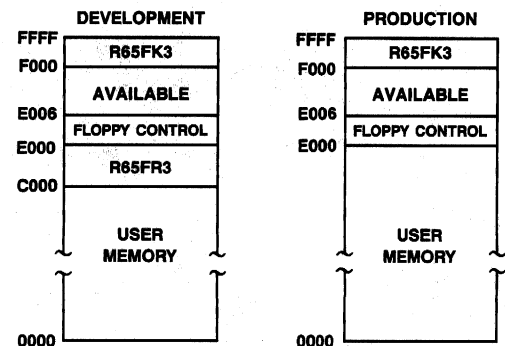 DEVELOPMENT
FFFF
R65FK3
F000
AVAILABLE
E006
FLOPPY CONTROL
E000
R65FR3
C000
USER
MEMORY
0000
PRODUCTION
FFFF
R65FK3
F000
AVAILABLE
E006
FLOPPY CONTROL
E000
USER
MEMORY
0000